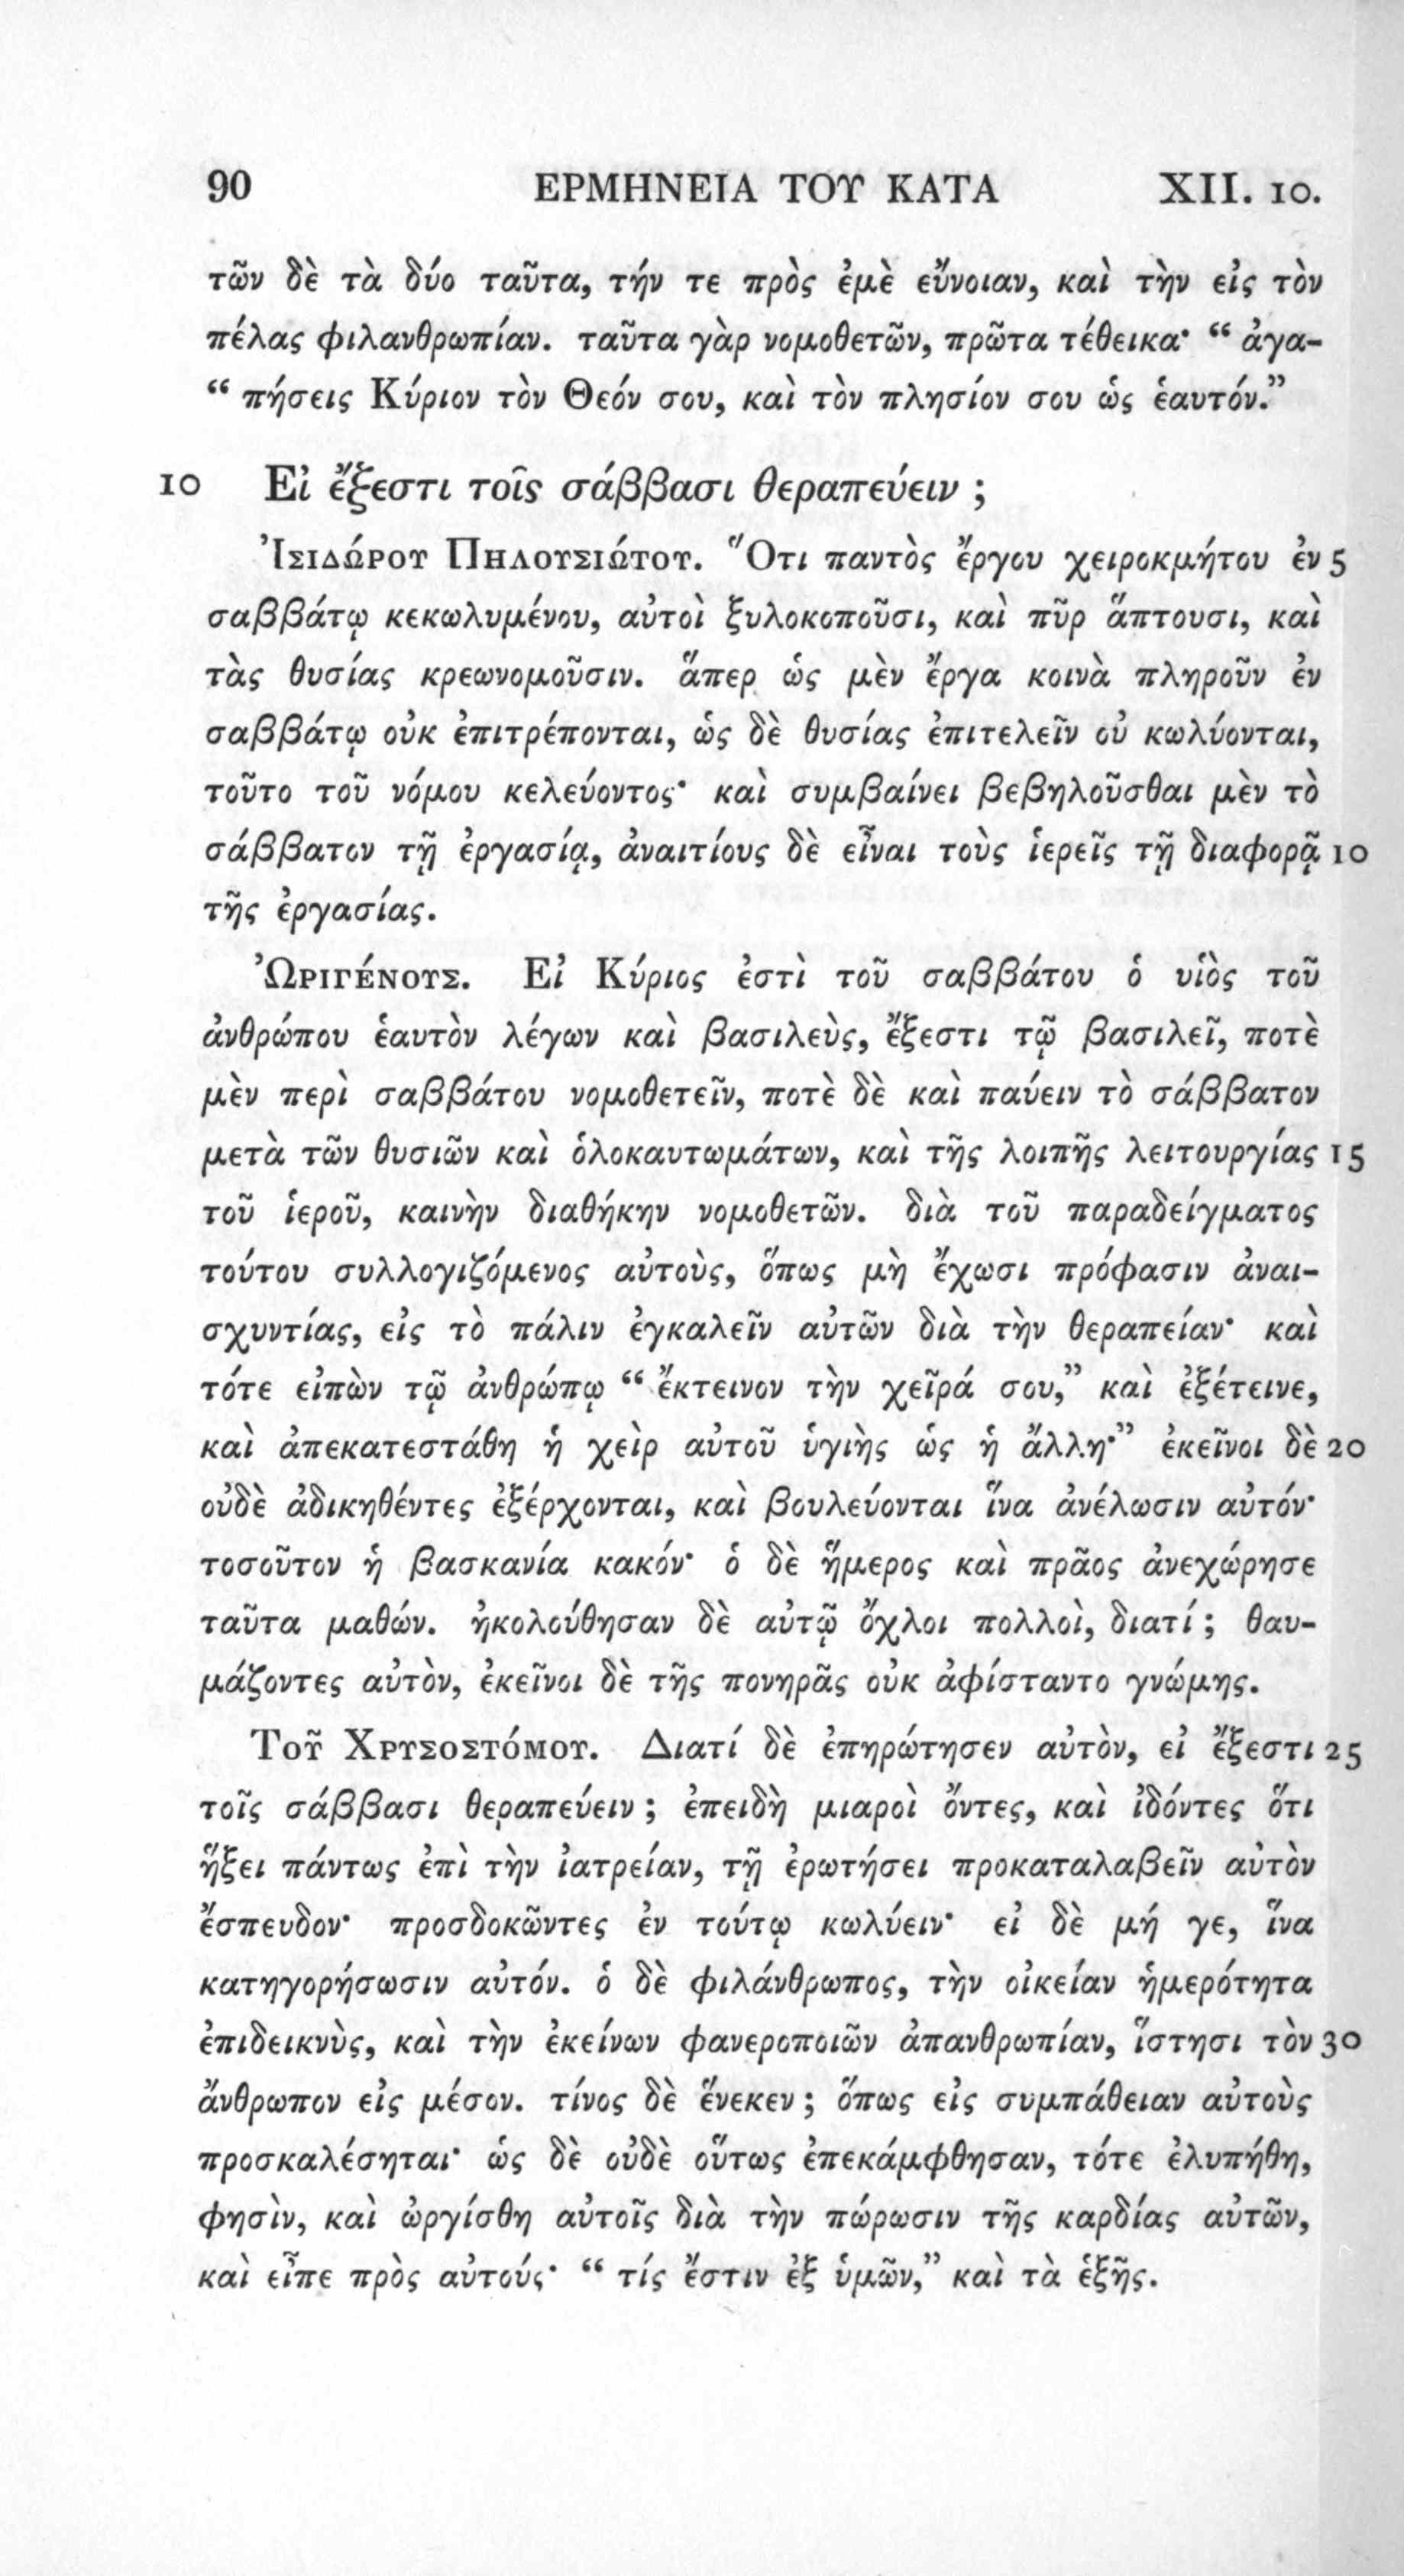 90 ΕΡΜΗΝΕΙΑ ΤΟΥ ΚΑΤΑ XII. 10.
τῶν δὲ τὰ δύο ταῦτα, τήν τε πρὸς ἐμὲ εὔνοιαν, καὶ τὴν εἰς τὸν
πέλας φιλανθρωπίαν. ταῦτα γὰρ νομοθετῶν, πρῶτα τέθεικα· “ ἀγα-
“ πήσεις Κύριον τὸν Θεόν σου, καὶ τὸν πλησίον σου ὡς ἑαυτόν.”
10 Εἰ ἔξεστι τοῖς σάββασι θεραπεύειν ;
Ἰσιδώρου Πηλουσιώτου. Ὅτι παντὸς ἔργου χειροκμήτου ἐν 5
σαββάτῳ κεκωλυμένου, αὐτοὶ ξυλοκοποῦσι, καὶ πῦρ ἅπτουσι, καὶ
τὰς θυσίας κρεωνομοῦσιν. ἅπερ ὡς μὲν ἔργα κοινὰ πληροῦν ἐν
σαββάτῳ οὐκ ἐπιτρέπονται, ὡς δὲ θυσίας ἐπιτελεῖν οὐ κωλύονται,
τοῦτο τοῦ νόμου κελεύοντος· καὶ συμβαίνει βεβηλοῦσθαι μὲν τὸ
σάββατον τῇ ἐργασίᾳ, ἀναιτίους δὲ εἶναι τοὺς ἱερεῖς τῇ διαφορᾷ 10
τῆς ἐργασίας.
Ὠριγένους. Εἰ Κύριος ἐστὶ τοῦ σαββάτου ὁ υἱὸς τοῦ
ἀνθρώπου ἑαυτὸν λέγων καὶ βασιλεὺς, ἔξεστι τῷ βασιλεῖ, ποτὲ
μὲν περὶ σαββάτου νομοθετεῖν, ποτὲ δὲ καὶ παύειν τὸ σάββατον
μετὰ τῶν θυσιῶν καὶ ὁλοκαυτωμάτων, καὶ τῆς λοιπῆς λειτουργίας 15
τοῦ ἱεροῦ, καινὴν διαθήκην νομοθετῶν. διὰ τοῦ παραδείγματος
τούτου συλλογιζόμενος αὐτοὺς, ὅπως μὴ ἔχωσι πρόφασιν ἀναι-
σχυντίας, εἰς τὸ πάλιν ἐγκαλεῖν αὐτῶν διὰ τὴν θεραπείαν· καὶ
τότε εἰπὼν τῷ ἀνθρώπῳ “ ἔκτεινον τὴν χεῖρά σου,” καὶ ἐξέτεινε,
καὶ ἀπεκατεστάθη ἡ χεὶρ αὐτοῦ ὑγιὴς ὡς ἡ ἄλλη·” ἐκεῖνοι δὲ 20
οὐδὲ ἀδικηθέντες ἐξέρχονται, καὶ βουλεύονται ἵνα ἀνέλωσιν αὐτόν·
τοσοῦτον ἡ βασκανία κακόν· ὁ δὲ ἥμερος καὶ πρᾶος ἀνεχώρησε
ταῦτα μαθών. ἠκολούθησαν δὲ αὐτῷ ὄχλοι πολλοὶ, διατί ; θαυ-
μάζοντες αὐτὸν, ἐκεῖνοι δὲ τῆς πονηρᾶς οὐκ ἀφίσταντο γνώμης.
Τοῦ Χρυσοστόμου. Διατί δὲ ἐπηρώτησεν αὐτὸν, εἰ ἔξεστι 25
τοῖς σάββασι θεραπεύειν ; ἐπειδὴ μιαροὶ ὄντες, καὶ ἰδόντες ὅτι
ἥξει πάντως ἐπὶ τὴν ἰατρείαν, τῇ ἐρωτήσει προκαταλαβεῖν αὐτὸν
ἔσπευδον· προσδοκῶντες ἐν τούτῳ κωλύειν· εἰ δὲ μή γε, ἵνα
κατηγορήσωσιν αὐτόν. ὁ δὲ φιλάνθρωπος, τὴν οἰκείαν ἡμερότητα
ἐπιδεικνὺς, καὶ τὴν ἐκείνων φανεροποιῶν ἀπανθρωπίαν, ἵστησι τὸν 30
ἄνθρωπον εἰς μέσον. τίνος δὲ ἕνεκεν ; ὅπως εἰς συμπάθειαν αὐτοὺς
προσκαλέσηται· ὡς δὲ οὐδὲ οὕτως ἐπεκάμφθησαν, τότε ἐλυπήθη,
φησὶν, καὶ ὠργίσθη αὐτοῖς διὰ τὴν πώρωσιν τῆς καρδίας αὐτῶν,
καὶ εἶπε πρὸς αὐτούς· “ τίς ἔστιν ἐξ ὑμῶν,” καὶ τὰ ἑξῆς.